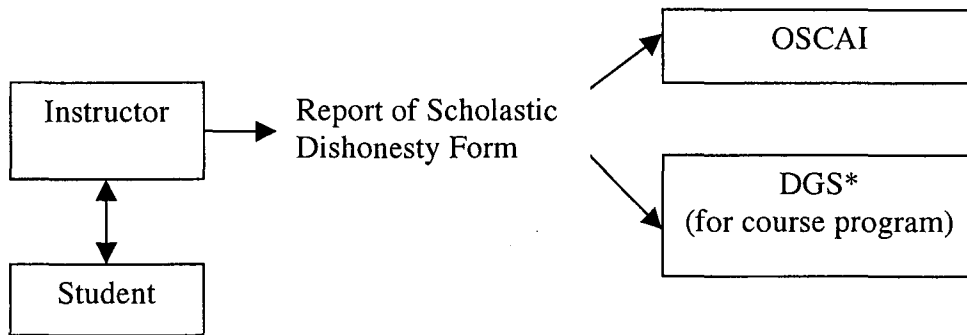 Instructor
Student
Report of Scholastic
Dishonesty Form
OSCAI
DGS*
(for course program)